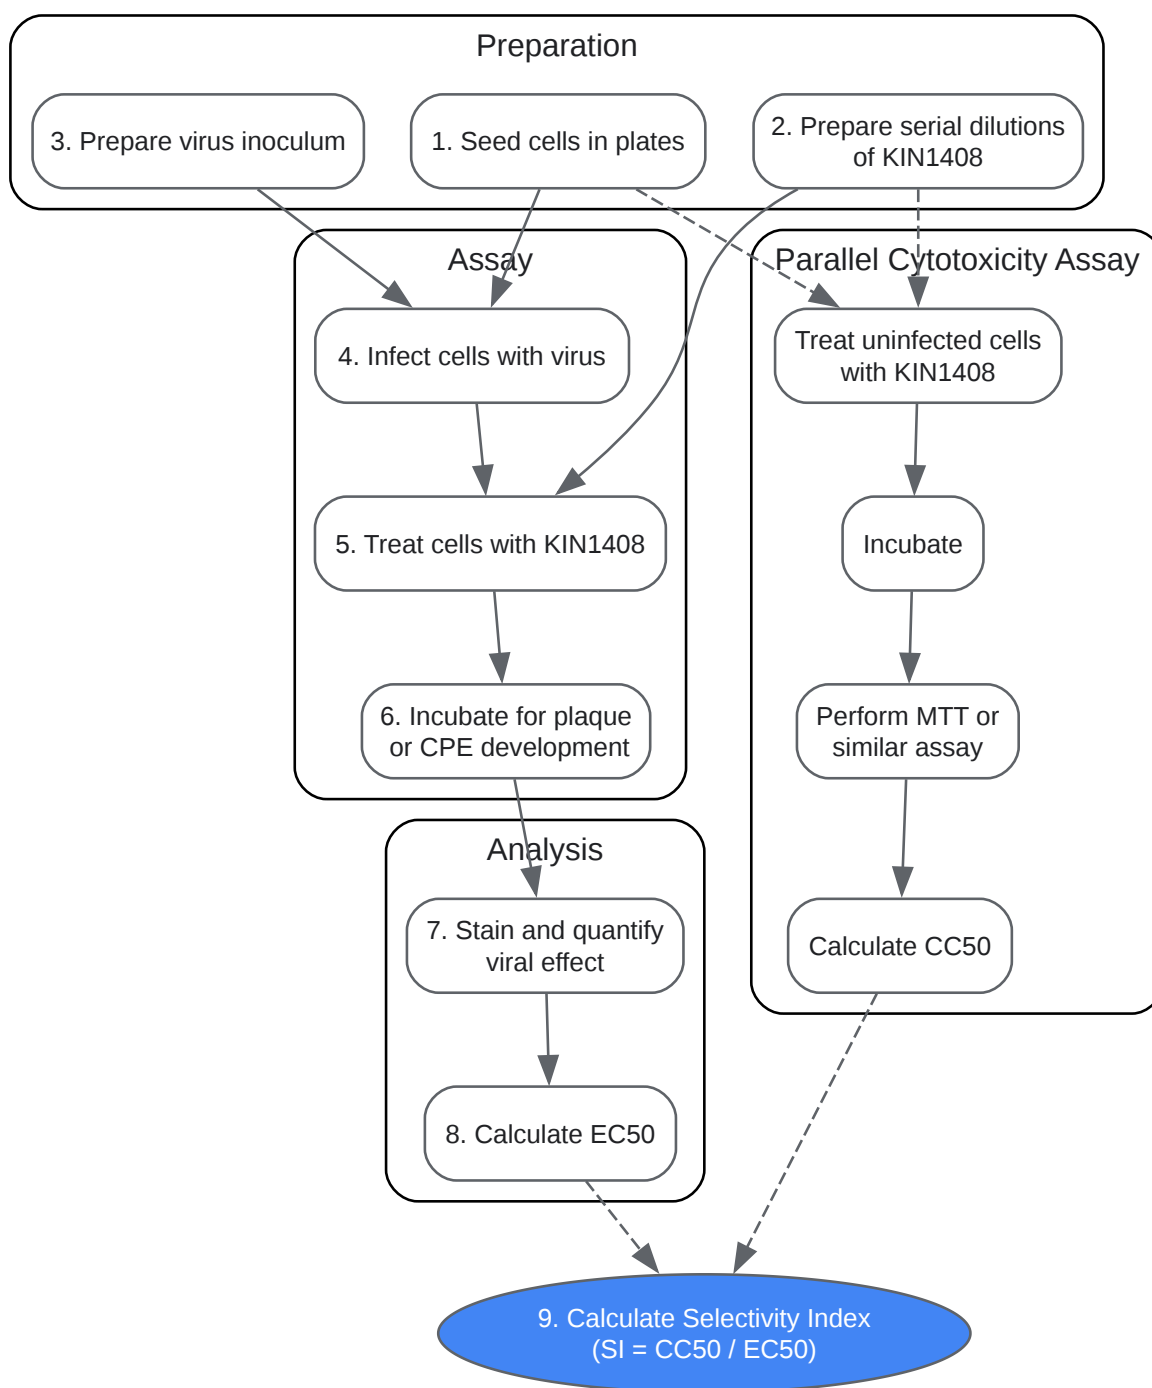 Preparation
3. Prepare virus inoculum
1. Seed cells in plates
2. Prepare serial dilutions
of KIN1408
Assay
Parallel Cytotoxicity Assay
4. Infect cells with virus
Treat uninfected cells
with KIN1408
5. Treat cells with KIN1408
Incubate
6. Incubate for plaque
or CPE development
Perform MTT or
similar assay
Analysis
7. Stain and quantify
viral effect
Calculate CC50
8. Calculate EC50
9. Calculate Selectivity Index
(SI = CC50 / EC50)